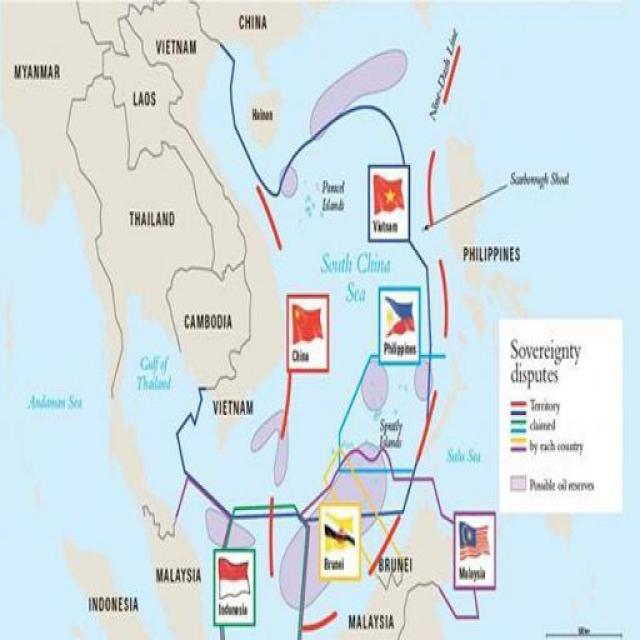 CHINA
VIETNAM
MYANMAR
LAOS
Hainan
Nine-Dash Line
Paracel
Islands
Scarborough Shoal
Vietnam
THAILAND
PHILIPPINES
South China
Sea
CAMBODIA
China
Philippines
Gulf of
Thailand
Andaman Sea
VIETNAM
Spratly
Islands
Sulu Sea
Sovereignty
disputes
Territory
claimed
by each country
Possible oil reserves
MALAYSIA
Indonesia
Brunei
BRUNEI
Malaysia
INDONESIA
MALAYSIA